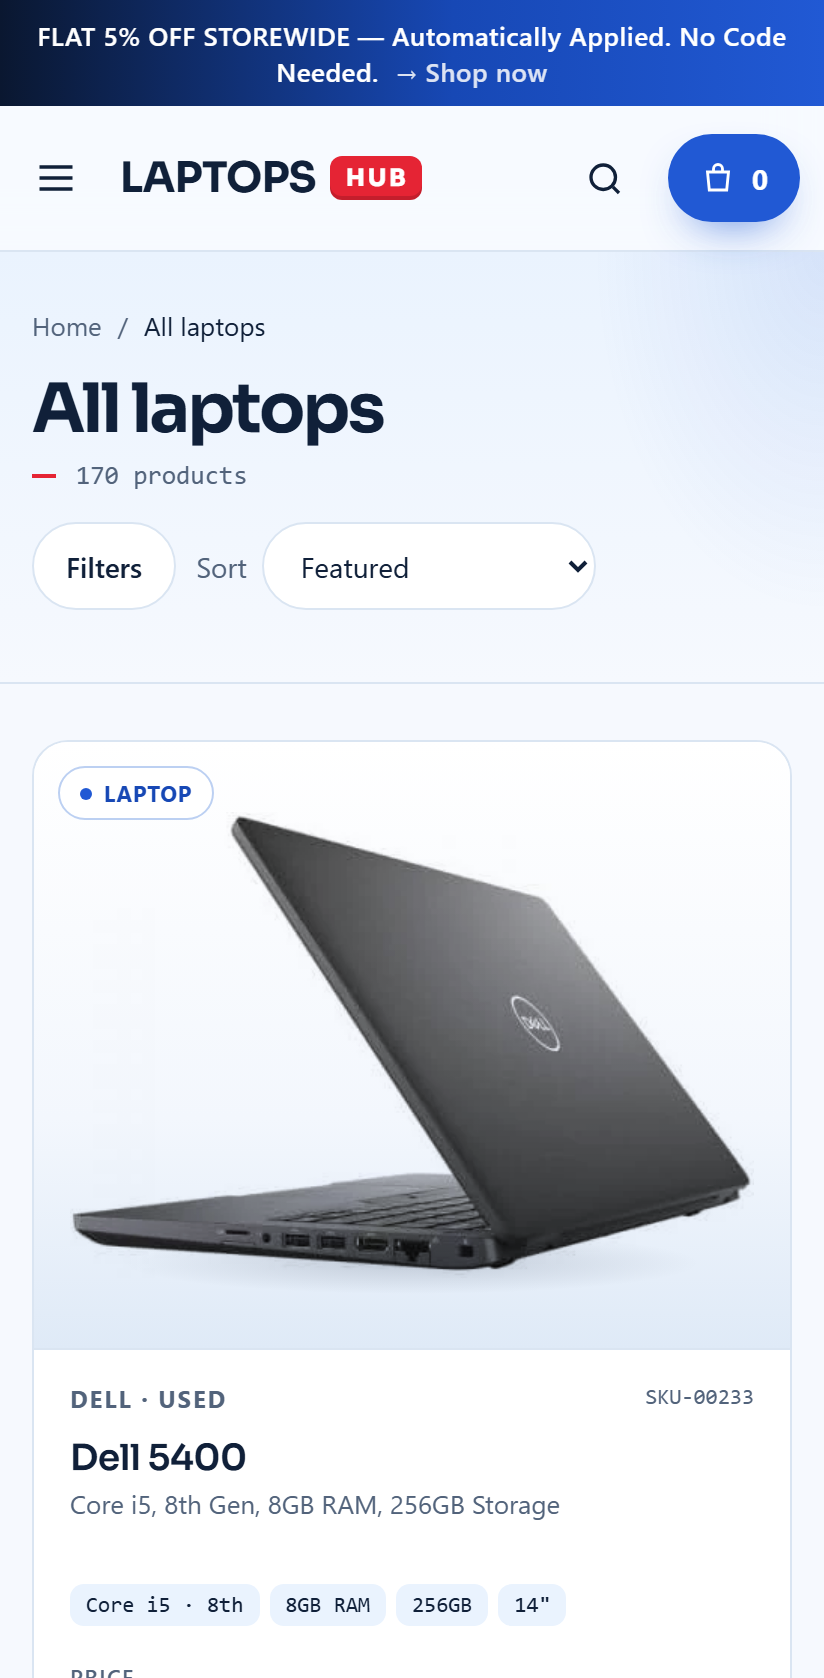 FLAT 5% OFF STOREWIDE — Automatically Applied. No Code
Needed. → Shop now
LAPTOPS HUB
0
Home / All laptops
All laptops
170 products
Filters
Sort
Featured
LAPTOP
DELL
DELL · USED
SKU-00233
Dell 5400
Core i5, 8th Gen, 8GB RAM, 256GB Storage
Core i5 · 8th
8GB RAM
256GB
14"
PRICE